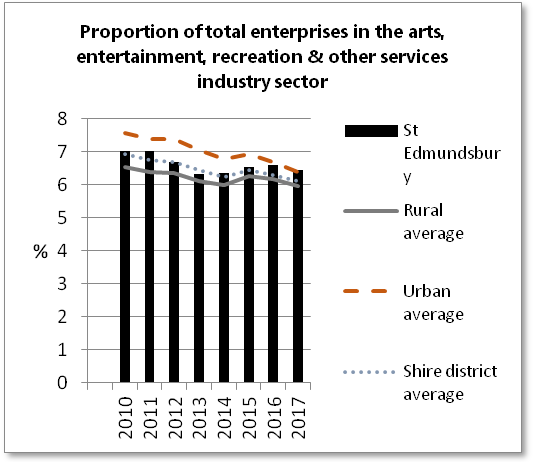 Proportion of total enterprises in the arts,
entertainment, recreation & other services
industry sector
8
7
6
5
4
3
2
1
0
%
2010
2011
2012
2013
2014
2015
2016
2017
St
Edmundsbur
y
Rural
average
Urban
average
Shire district
average